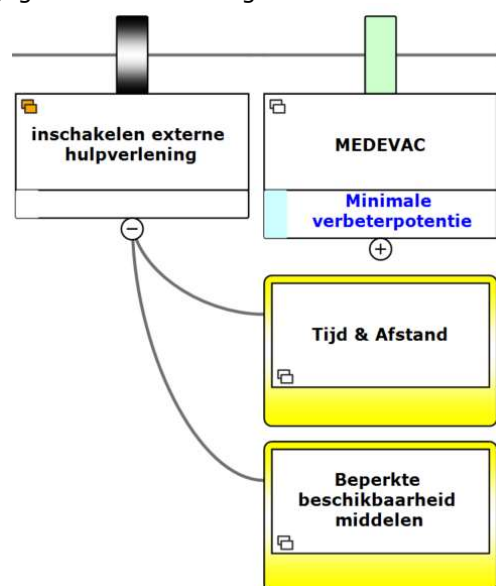 inschakelen externe
hulpverlening
MEDEVAC
Minimale
verbeterpotentie
Tijd & Afstand
Beperkte
beschikbaarheid
middelen